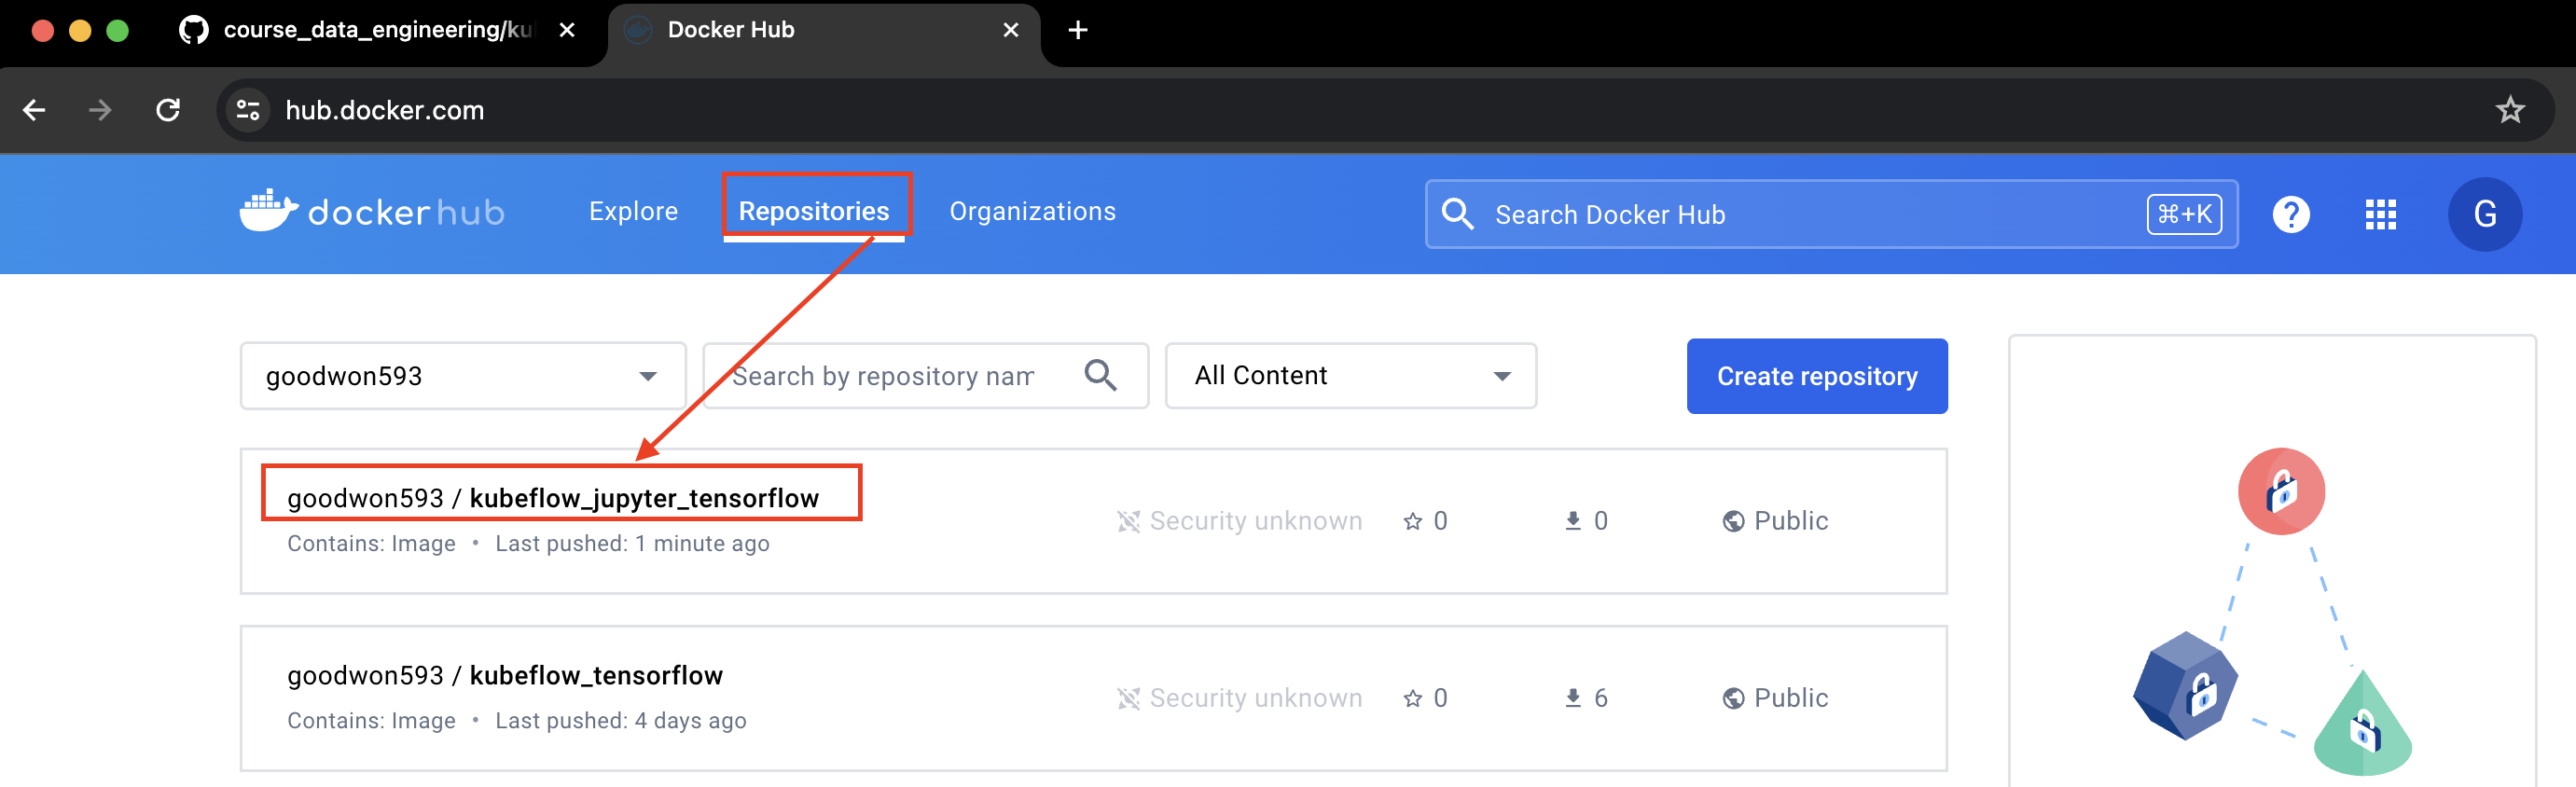 course_data_engineering/ku
Docker Hub
hub.docker.com
docker hub
Explore
Repositories
Organizations
Search Docker Hub
⌘+K
G
goodwon593
Search by repository nam
All Content
Create repository
goodwon593 / kubeflow_jupyter_tensorflow
Contains: Image • Last pushed: 1 minute ago
Security unknown
0
0
Public
goodwon593 / kubeflow_tensorflow
Contains: Image • Last pushed: 4 days ago
Security unknown
0
6
Public